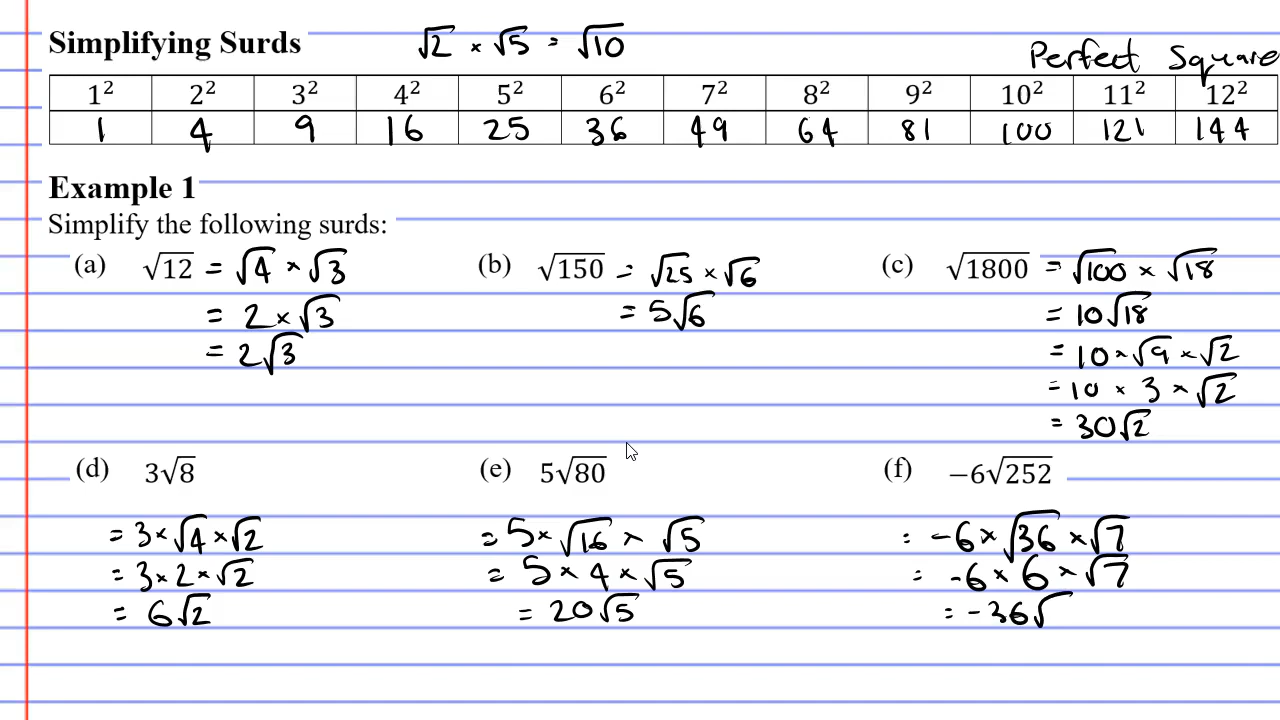 Simplifying Surds √2 × √5 = √10
Perfect Square
1² 2² 3² 4² 5² 6² 7² 8² 9² 10² 11² 12²
1 4 9 16 25 36 49 64 81 100 121 144
Example 1
Simplify the following surds:
(a) √12 = √4 × √3
= 2 × √3
= 2√3
(b) √150 = √25 × √6
= 5√6
(c) √1800 = √100 × √18
= 10√18
= 10 × √9 × √2
= 10 × 3 × √2
= 30√2
(d) 3√8
= 3 × √4 × √2
= 3 × 2 × √2
= 6√2
(e) 5√80
= 5 × √16 × √5
= 5 × 4 × √5
= 20√5
(f) −6√252
= -6 × √36 × √7
= -6 × 6 × √7
= -36√